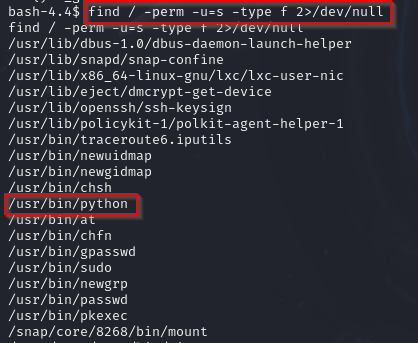 bash-4.4$ find / -perm -u=s -type f 2>/dev/null
find / -perm -u=s -type f 2>/dev/null
/usr/lib/dbus-1.0/dbus-daemon-launch-helper
/usr/lib/snapd/snap-confine
/usr/lib/x86_64-linux-gnu/lxc/lxc-user-nic
/usr/lib/eject/dmcrypt-get-device
/usr/lib/openssh/ssh-keysign
/usr/lib/policykit-1/polkit-agent-helper-1
/usr/bin/traceroute6.iputils
/usr/bin/newuidmap
/usr/bin/newgidmap
/usr/bin/chsh
/usr/bin/python
/usr/bin/at
/usr/bin/chfn
/usr/bin/gpasswd
/usr/bin/sudo
/usr/bin/newgrp
/usr/bin/passwd
/usr/bin/pkexec
/snap/core/8268/bin/mount